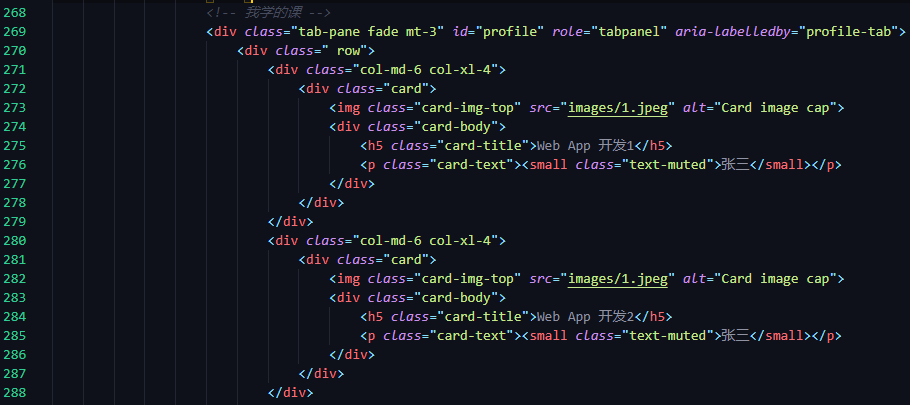 268 <!-- 我学的课 -->
269 <div class="tab-pane fade mt-3" id="profile" role="tabpanel" aria-labelledby="profile-tab">
270 <div class=" row">
271 <div class="col-md-6 col-xl-4">
272 <div class="card">
273 <img class="card-img-top" src="images/1.jpeg" alt="Card image cap">
274 <div class="card-body">
275 <h5 class="card-title">Web App 开发1</h5>
276 <p class="card-text"><small class="text-muted">张三</small></p>
277 </div>
278 </div>
279 </div>
280 <div class="col-md-6 col-xl-4">
281 <div class="card">
282 <img class="card-img-top" src="images/1.jpeg" alt="Card image cap">
283 <div class="card-body">
284 <h5 class="card-title">Web App 开发2</h5>
285 <p class="card-text"><small class="text-muted">张三</small></p>
286 </div>
287 </div>
288 </div>